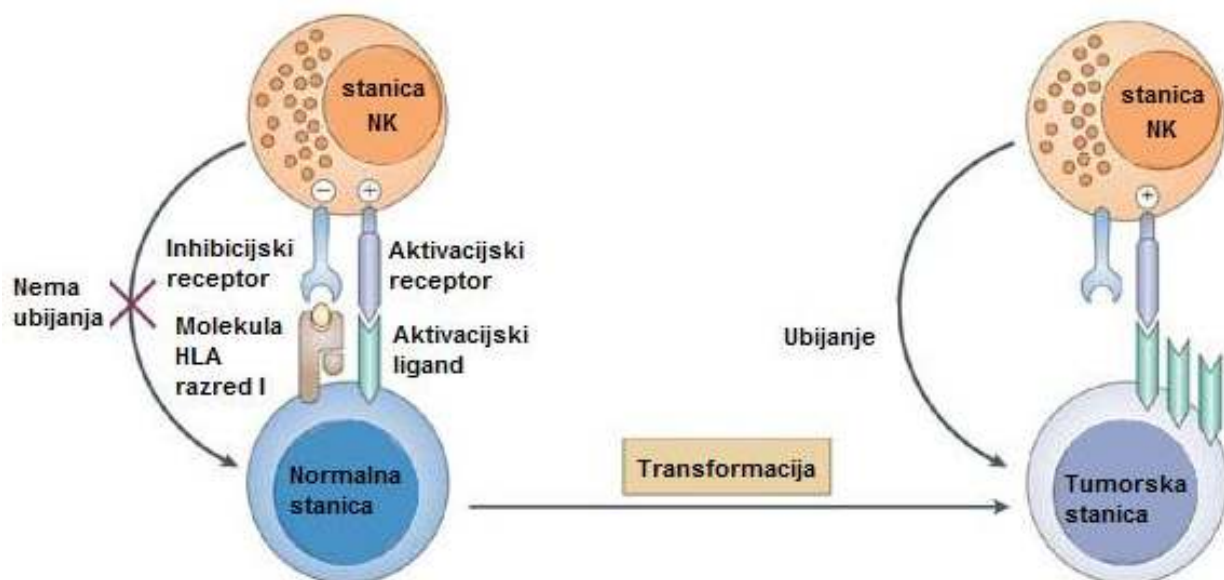 stanica
NK
−
+
Inhibicijski
receptor
Aktivacijski
receptor
Nema
ubijanja
Molekula
HLA
razred I
Aktivacijski
ligand
Normalna
stanica
Transformacija
stanica
NK
+
Ubijanje
Tumorska
stanica